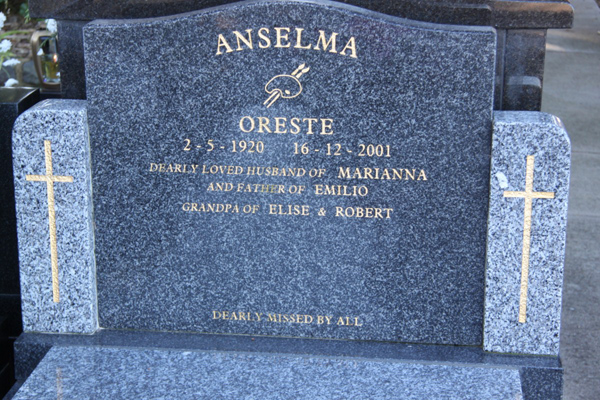 ANSELMA
ORESTE
2 - 5 - 1920 16 - 12 - 2001
DEARLY LOVED HUSBAND OF MARIANNA
AND FATHER OF EMILIO
GRANDPA OF ELISE & ROBERT
DEARLY MISSED BY ALL